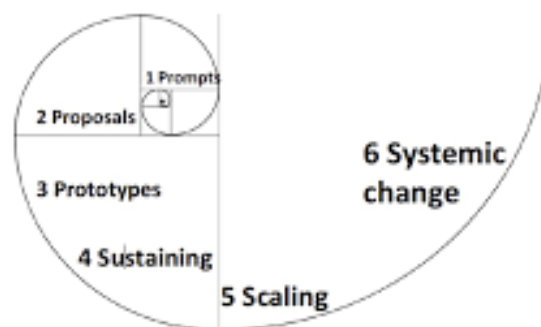 1 Prompts
2 Proposals
3 Prototypes
4 Sustaining
5 Scaling
6 Systemic
change